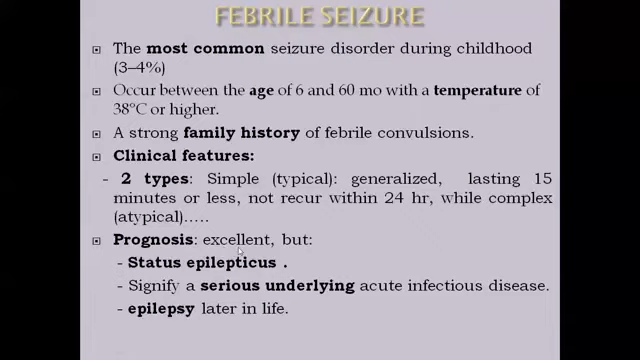 FEBRILE SEIZURE
The most common seizure disorder during childhood
(3–4%)
Occur between the age of 6 and 60 mo with a temperature of
38°C or higher.
A strong family history of febrile convulsions.
Clinical features:
- 2 types: Simple (typical): generalized, lasting 15
minutes or less, not recur within 24 hr, while complex
(atypical).....
Prognosis: excellent, but:
- Status epilepticus .
- Signify a serious underlying acute infectious disease.
- epilepsy later in life.